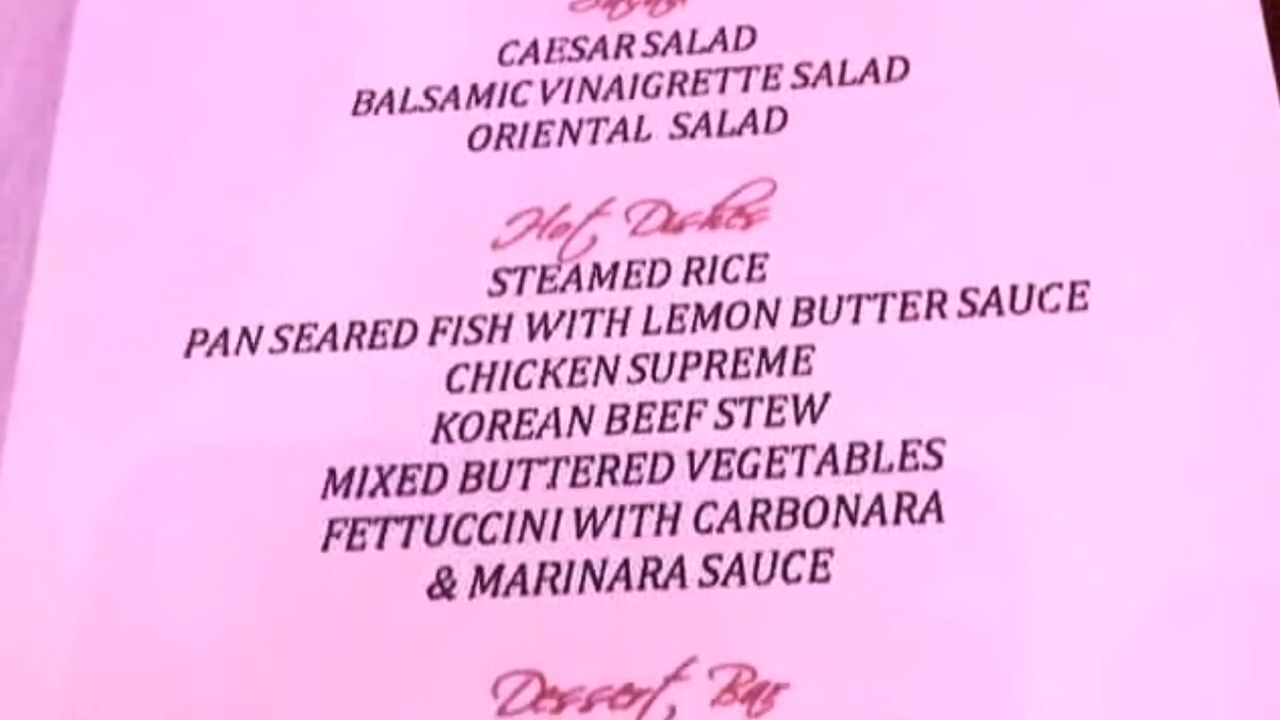 CAESAR SALAD
BALSAMIC VINAIGRETTE SALAD
ORIENTAL SALAD
Hot Dishes
STEAMED RICE
PAN SEARED FISH WITH LEMON BUTTER SAUCE
CHICKEN SUPREME
KOREAN BEEF STEW
MIXED BUTTERED VEGETABLES
FETTUCCINI WITH CARBONARA
& MARINARA SAUCE
Dessert Bar